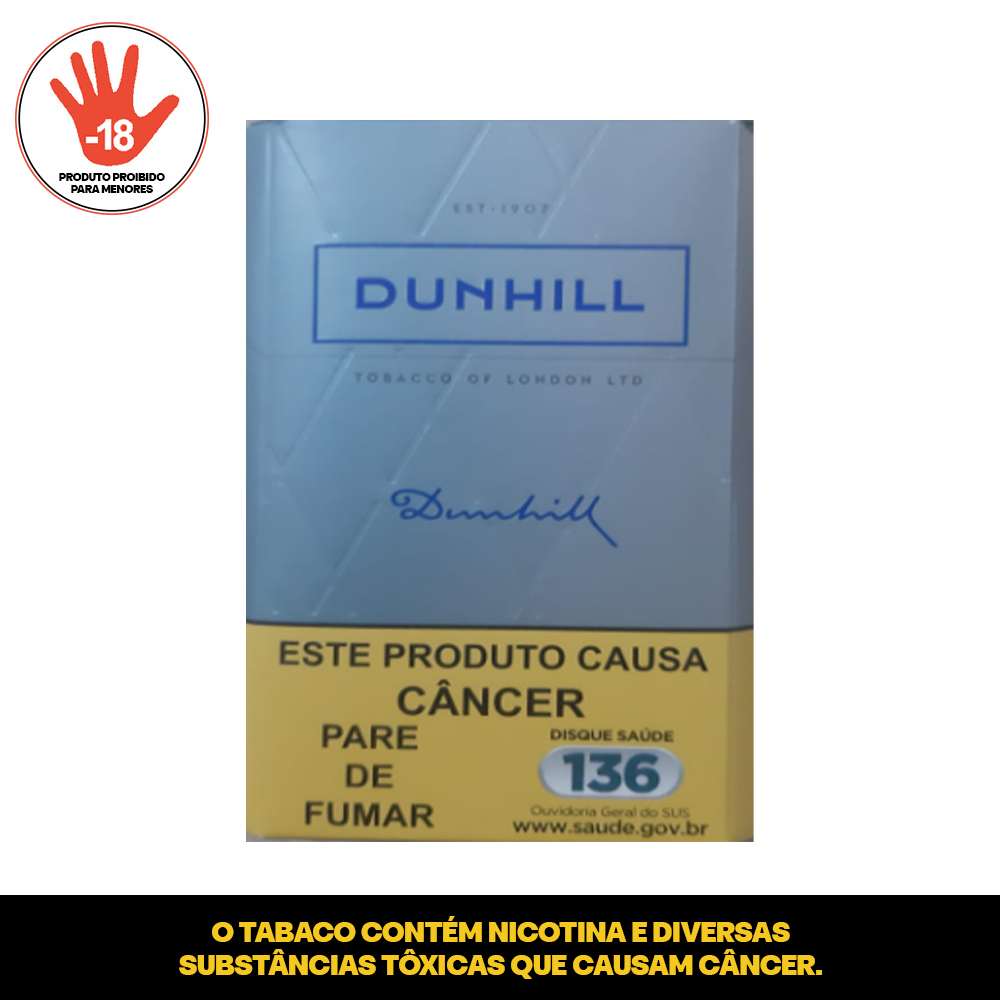 -18
PRODUTO PROIBIDO
PARA MENORES
EST·1907
DUNHILL
TOBACCO OF LONDON LTD
Dunhill
ESTE PRODUTO CAUSA
CÂNCER
PARE
DE
FUMAR
DISQUE SAÚDE
136
Ouvidoria Geral do SUS
www.saude.gov.br
O TABACO CONTÉM NICOTINA E DIVERSAS
SUBSTÂNCIAS TÔXICAS QUE CAUSAM CÂNCER.